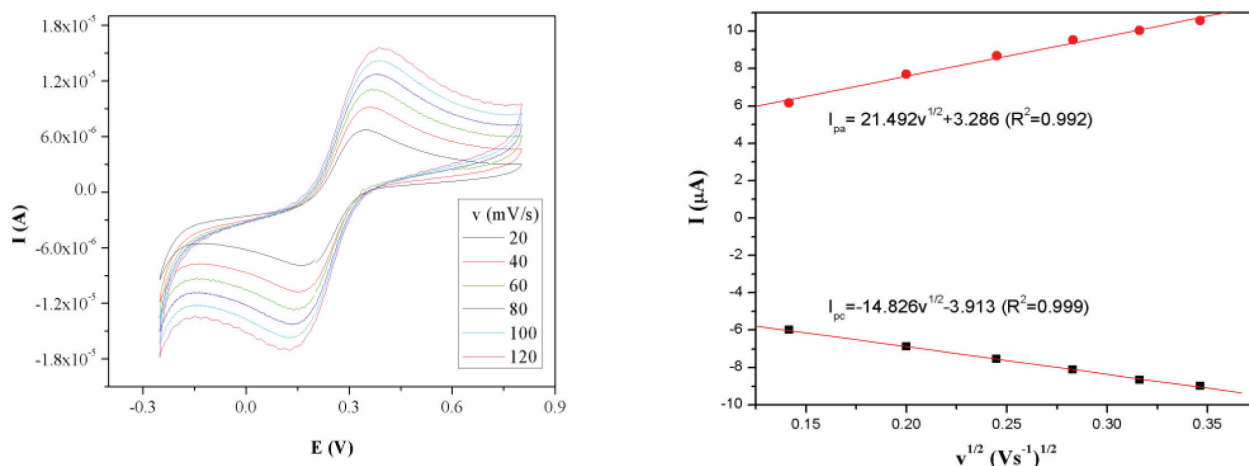 1.8x10⁻⁵
1.2x10⁻⁵
6.0x10⁻⁶
0.0
-6.0x10⁻⁶
-1.2x10⁻⁵
-1.8x10⁻⁵
I (A)
v (mV/s)
20
40
60
80
100
120
-0.3 0.0 0.3 0.6 0.9
E (V)
10
8
6
4
2
0
-2
-4
-6
-8
-10
I (µA)
Iₚₐ= 21.492v¹/²+3.286 (R²=0.992)
Iₚc=-14.826v¹/²-3.913 (R²=0.999)
0.15 0.20 0.25 0.30 0.35
v¹/² (Vs⁻¹)¹/²